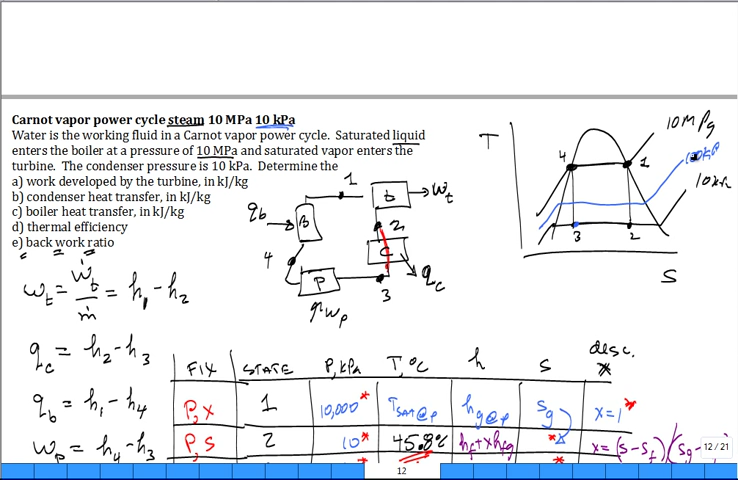 Carnot vapor power cycle steam 10 MPa 10 kPa
Water is the working fluid in a Carnot vapor power cycle.  Saturated liquid
enters the boiler at a pressure of 10 MPa and saturated vapor enters the
turbine.  The condenser pressure is 10 kPa.  Determine the
a) work developed by the turbine, in kJ/kg
b) condenser heat transfer, in kJ/kg
c) boiler heat transfer, in kJ/kg
d) thermal efficiency
e) back work ratio
1
t
Wt
qb
B
2
4
C
P
3
qc
wp
T
10MPa
4
1
10kPa
3
2
S
wt = Ẇt/ṁ = h1 - h2
qc = h2 - h3
qb = h1 - h4
wp = h4 - h3
FIX STATE P, kPa T, °C h s desc. *
P,x 1 10,000* Tsat@P hg@P sg x=1*
P,s 2 10* 45.8% hf+xhfg * x=(s-sf)/(sg-
12 / 21
12